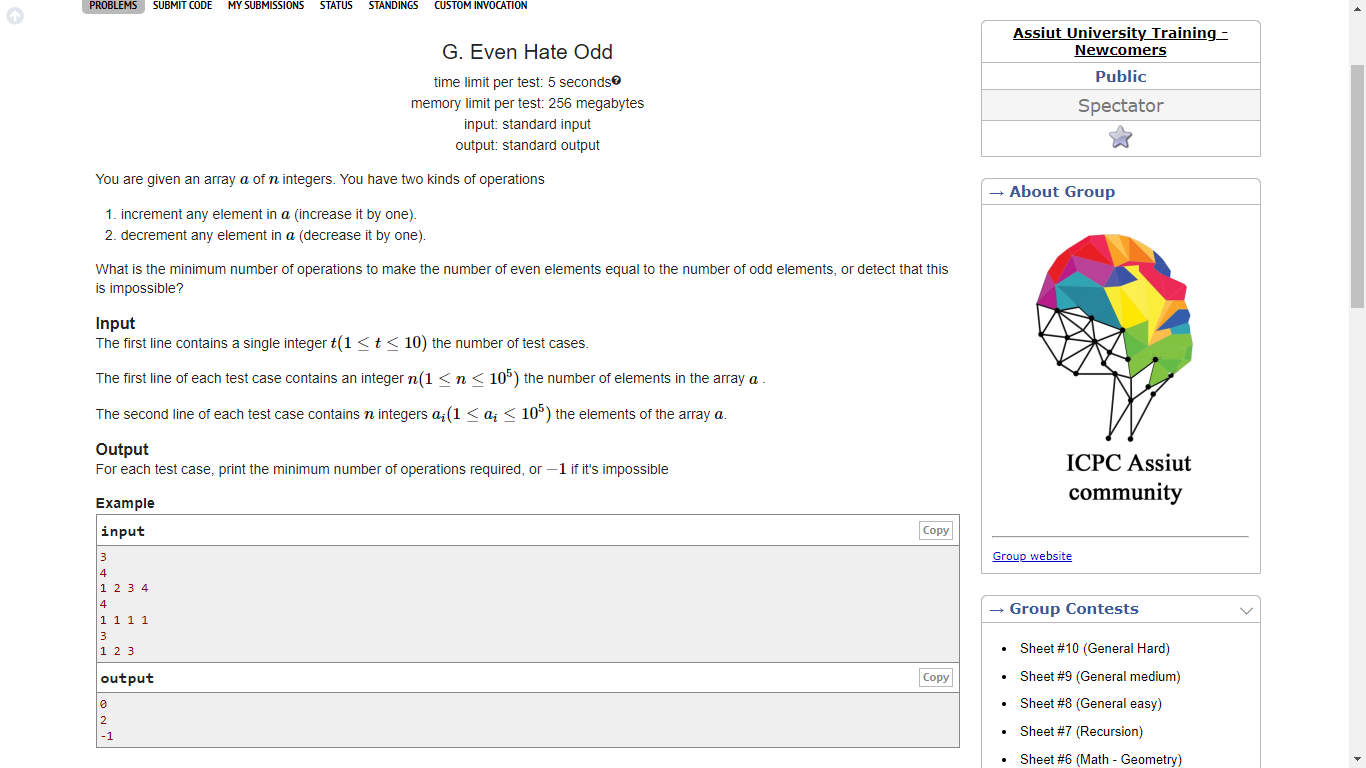 PROBLEMS SUBMIT CODE MY SUBMISSIONS STATUS STANDINGS CUSTOM INVOCATION
G. Even Hate Odd
time limit per test: 5 seconds?
memory limit per test: 256 megabytes
input: standard input
output: standard output
You are given an array a of n integers. You have two kinds of operations
1. increment any element in a (increase it by one).
2. decrement any element in a (decrease it by one).
What is the minimum number of operations to make the number of even elements equal to the number of odd elements, or detect that this
is impossible?
Input
The first line contains a single integer t(1 ≤ t ≤ 10) the number of test cases.
The first line of each test case contains an integer n(1 ≤ n ≤ 10⁵) the number of elements in the array a .
The second line of each test case contains n integers aᵢ(1 ≤ aᵢ ≤ 10⁵) the elements of the array a.
Output
For each test case, print the minimum number of operations required, or −1 if it's impossible
Example
input
Copy
3
4
1 2 3 4
4
1 1 1 1
3
1 2 3
output
Copy
0
2
-1
Assiut University Training -
Newcomers
Public
Spectator
→ About Group
ICPC Assiut
community
Group website
→ Group Contests
• Sheet #10 (General Hard)
• Sheet #9 (General medium)
• Sheet #8 (General easy)
• Sheet #7 (Recursion)
• Sheet #6 (Math - Geometry)